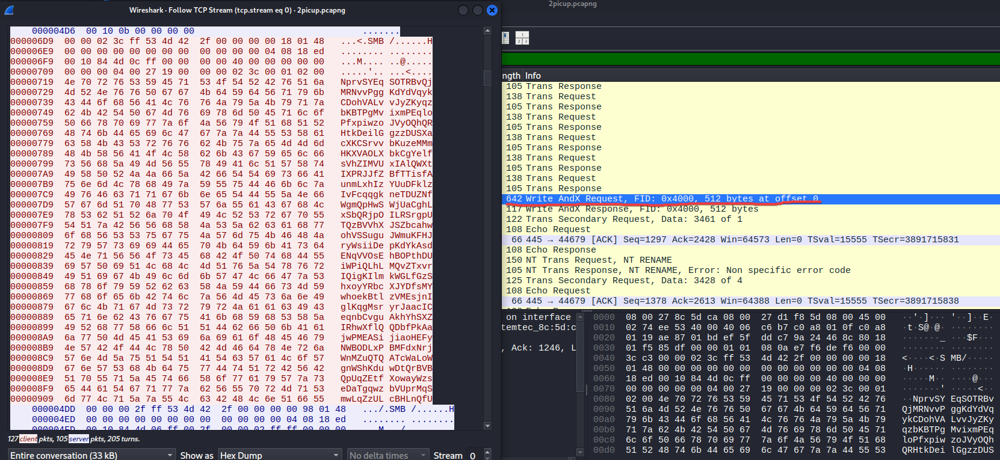 Wireshark · Follow TCP Stream (tcp.stream eq 0) · 2picup.pcapng
000004D6 00 10 0b 00 00 00 00 .......
000006D9 00 00 02 3c ff 53 4d 42 2f 00 00 00 00 18 01 48 ...<.SMB /......H
000006E9 00 00 00 00 00 00 00 00 00 00 00 00 04 08 18 ed ........ ........
000006F9 00 10 84 4d 0c ff 00 00 00 00 40 00 00 00 00 00 ...M.... ..@.....
00000709 00 00 00 04 00 27 19 00 00 00 02 3c 00 01 02 00 .....'.. ...<....
00000719 4e 70 72 76 53 59 45 71 53 4f 54 52 42 76 51 6a NprvSYEq SOTRBvQj
00000729 4d 52 4e 76 76 50 67 67 4b 64 59 64 56 71 79 6b MRNvvPgg KdYdVqyk
00000739 43 44 6f 68 56 41 4c 76 76 4a 79 5a 4b 79 71 7a CDohVALv vJyZKyqz
00000749 62 4b 42 54 50 67 4d 76 69 78 6d 50 45 71 6c 6f bKBTPgMv ixmPEqlo
00000759 50 66 78 70 69 77 7a 6f 4a 56 79 4f 51 68 51 52 Pfxpiwzo JVyOQhQR
00000769 48 74 6b 44 65 69 6c 47 67 7a 7a 44 55 53 58 61 HtkDeilG gzzDUSXa
00000779 63 58 4b 43 53 72 76 76 62 4b 75 7a 65 4d 4d 6d cXKCSrvv bKuzeMMm
00000789 48 4b 58 56 41 4f 4c 58 62 6b 43 67 59 65 6c 66 HKXVAOLX bkCgYelf
00000799 73 56 68 5a 49 4d 56 55 78 49 41 6c 51 57 58 74 sVhZIMVU xIAlQWXt
000007A9 49 58 50 52 4a 4a 66 5a 42 66 54 54 69 73 66 41 IXPRJJfZ BfTTisfA
000007B9 75 6e 6d 4c 78 68 49 7a 59 55 75 44 46 6b 6c 7a unmLxhIz YUuDFklz
000007C9 49 76 46 63 71 71 67 6b 6e 65 54 44 55 5a 4e 66 IvFcqqgk neTDUZNf
000007D9 57 67 6d 51 70 48 77 53 57 6a 55 61 43 67 68 4c WgmQpHwS WjUaCghL
000007E9 78 53 62 51 52 6a 70 4f 49 4c 52 53 72 67 70 55 xSbQRjpO ILRSrgpU
000007F9 54 51 7a 42 56 56 68 58 4a 53 5a 62 63 61 68 77 TQzBVVhX JSZbcahw
00000809 6f 68 56 53 53 75 67 75 4a 57 6d 75 4b 46 48 4a ohVSSugu JWmuKFHJ
00000819 72 79 57 73 69 69 44 65 70 4b 64 59 6b 41 73 64 ryWsiiDe pKdYkAsd
00000829 45 4e 71 56 56 4f 73 45 68 42 4f 50 74 68 44 55 ENqVVOsE hBOPthDU
00000839 69 57 50 69 51 4c 68 4c 4d 51 76 5a 54 78 76 72 iWPiQLhL MQvZTxvr
00000849 49 51 69 67 4b 49 6c 6d 6b 57 47 4c 66 47 7a 53 IQigKIlm kWGLfGzS
00000859 68 78 6f 79 59 52 62 63 58 4a 59 44 66 73 4d 59 hxoyYRbc XJYDfsMY
00000869 77 68 6f 65 6b 42 74 6c 7a 56 4d 45 73 6a 6e 49 whoekBtl zVMEsjnI
00000879 67 6c 4b 71 67 4d 73 72 79 72 4a 61 61 63 49 43 glKqgMsr yrJaacIC
00000889 65 71 6e 62 43 76 67 75 41 6b 68 59 68 53 58 5a eqnbCvgu AkhYhSXZ
00000899 49 52 68 77 58 66 6c 51 51 44 62 66 50 6b 41 61 IRhwXflQ QDbfPkAa
000008A9 6a 77 50 4d 45 41 53 69 6a 69 61 6f 48 45 46 79 jwPMEASi jiaoHEFy
000008B9 4e 57 42 4f 44 4c 78 50 42 4d 46 64 78 4e 72 6a NWBODLxP BMFdxNrj
000008C9 57 6e 4d 5a 75 51 54 51 41 54 63 57 61 4c 6f 57 WnMZuQTQ ATcWaLoW
000008D9 67 6e 57 53 68 4b 64 75 77 44 74 51 72 42 56 42 gnWShKdu wDtQrBVB
000008E9 51 70 55 71 5a 45 74 66 58 6f 77 61 79 57 7a 73 QpUqZEtf XowayWzs
000008F9 65 44 61 54 67 71 77 7a 62 56 55 70 72 4d 71 53 eDaTgqwz bVUprMqS
00000909 6d 77 4c 71 5a 7a 55 4c 63 42 48 4c 6e 51 66 55 mwLqZzUL cBHLnQfU
000004DD 00 00 00 2f ff 53 4d 42 2f 00 00 00 00 98 01 48 .../.SMB /......H
000004ED 00 00 00 00 00 00 00 00 00 00 00 00 04 08 18 ed ........ ........
127 client pkts, 105 server pkts, 205 turns.
Entire conversation (33 kB) Show as Hex Dump No delta times Stream 0
2picup.pcapng
1
2 3
ngth Info
105 Trans Response
138 Trans Request
105 Trans Response
138 Trans Request
105 Trans Response
138 Trans Request
105 Trans Response
138 Trans Request
105 Trans Response
138 Trans Request
105 Trans Response
642 Write AndX Request, FID: 0x4000, 512 bytes at offset 0
117 Write AndX Response, FID: 0x4000, 512 bytes
122 Trans Secondary Request, Data: 3461 of 1
108 Echo Request
66 445 → 44679 [ACK] Seq=1297 Ack=2428 Win=64573 Len=0 TSval=15555 TSecr=3891715831
108 Echo Response
150 NT Trans Request, NT RENAME
105 NT Trans Response, NT RENAME, Error: Non specific error code
125 Trans Secondary Request, Data: 3428 of 4
108 Echo Request
66 445 → 44679 [ACK] Seq=1378 Ack=2613 Win=64388 Len=0 TSval=15555 TSecr=3891715838
on interface
temtec_8c:5d:c
, Ack: 1246, L
0000 08 00 27 8c 5d ca 08 00 27 d1 f8 5d 08 00 45 00 ··'·]··· '··]··E·
0010 02 74 ee 53 40 00 40 06 c6 b7 c0 a8 01 0f c0 a8 ·t·S@·@· ········
0020 01 19 ae 87 01 bd ef 5f dd c7 9a 24 46 8c 80 18 ·······_ ···$F···
0030 01 f5 85 df 00 00 01 01 08 0a e7 f6 de f6 00 00 ········ ········
0040 3c c3 00 00 02 3c ff 53 4d 42 2f 00 00 00 00 18 <····<·S MB/·····
0050 01 48 00 00 00 00 00 00 00 00 00 00 00 00 04 08 ·H······ ········
0060 18 ed 00 10 84 4d 0c ff 00 00 00 00 40 00 00 00 ·····M·· ····@···
0070 00 00 00 00 00 04 00 27 19 00 00 00 02 3c 00 01 ·······' ·····<··
0080 02 00 4e 70 72 76 53 59 45 71 53 4f 54 52 42 76 ··NprvSY EqSOTRBv
0090 51 6a 4d 52 4e 76 76 50 67 67 4b 64 59 64 56 71 QjMRNvvP ggKdYdVq
00a0 79 6b 43 44 6f 68 56 41 4c 76 76 4a 79 5a 4b 79 ykCDohVA LvvJyZKy
00b0 71 7a 62 4b 42 54 50 67 4d 76 69 78 6d 50 45 71 qzbKBTPg MvixmPEq
00c0 6c 6f 50 66 78 70 69 77 7a 6f 4a 56 79 4f 51 68 loPfxpiw zoJVyOQh
00d0 51 52 48 74 6b 44 65 69 6c 47 67 7a 7a 44 55 53 QRHtkDei lGgzzDUS